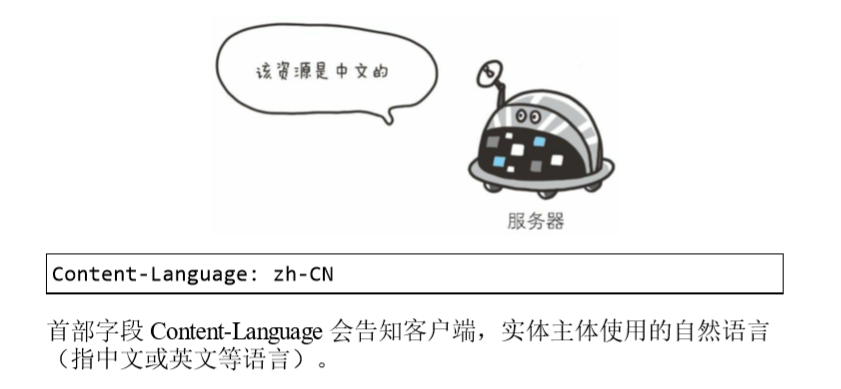 该资源是中文的
服务器
Content-Language: zh-CN
首部字段 Content-Language 会告知客户端，实体主体使用的自然语言
（指中文或英文等语言）。